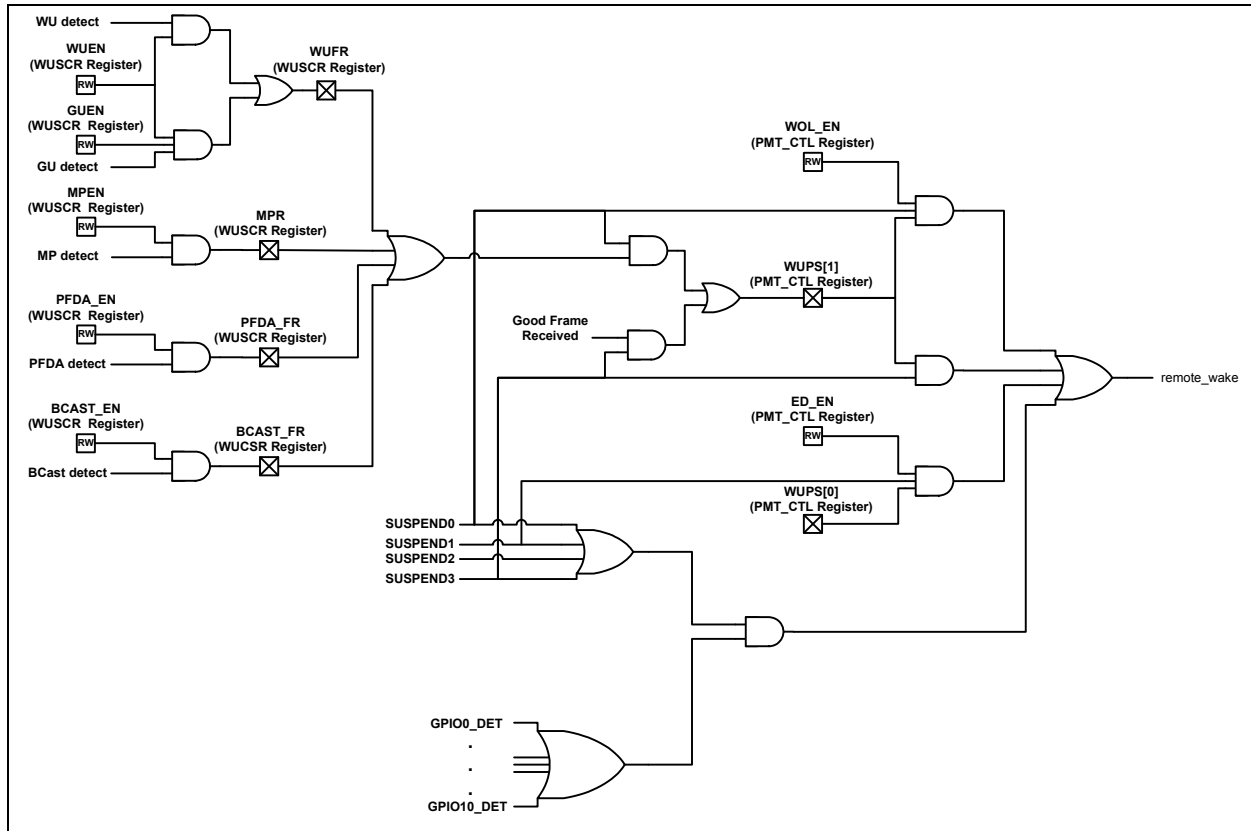 WU detect
WUEN
(WUSCR Register)
RW
WUFR
(WUSCR Register)
GUEN
(WUSCR Register)
RW
GU detect
MPEN
(WUSCR Register)
RW
MPR
(WUSCR Register)
MP detect
PFDA_EN
(WUSCR Register)
RW
PFDA_FR
(WUSCR Register)
PFDA detect
BCAST_EN
(WUSCR Register)
RW
BCAST_FR
(WUCSR Register)
BCast detect
WOL_EN
(PMT_CTL Register)
RW
WUPS[1]
(PMT_CTL Register)
Good Frame
Received
remote_wake
ED_EN
(PMT_CTL Register)
RW
WUPS[0]
(PMT_CTL Register)
SUSPEND0
SUSPEND1
SUSPEND2
SUSPEND3
GPIO0_DET
.
.
.
GPIO10_DET